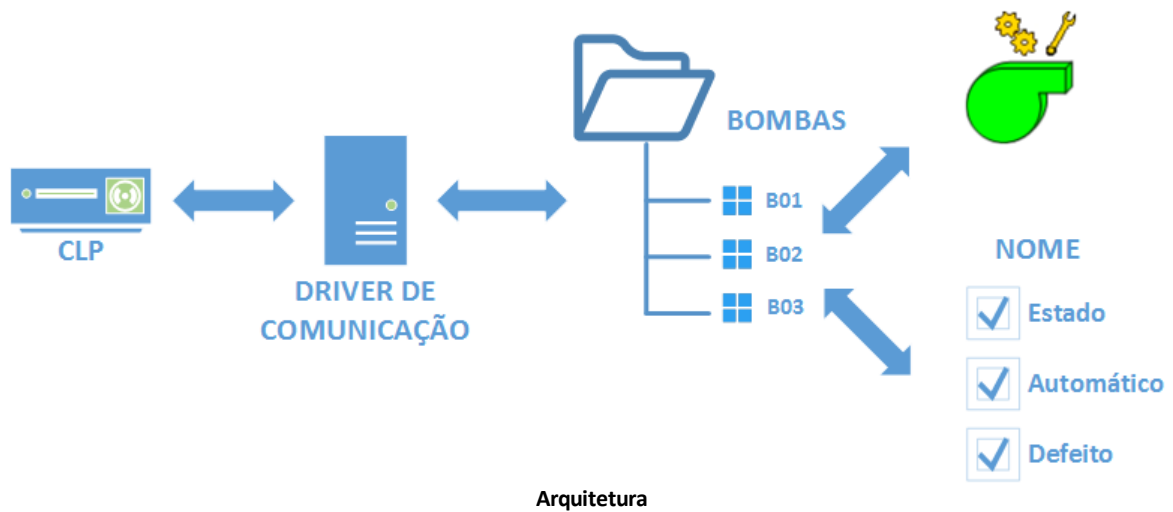 CLP
DRIVER DE
COMUNICAÇÃO
BOMBAS
B01
B02
B03
NOME
Estado
Automático
Defeito
Arquitetura